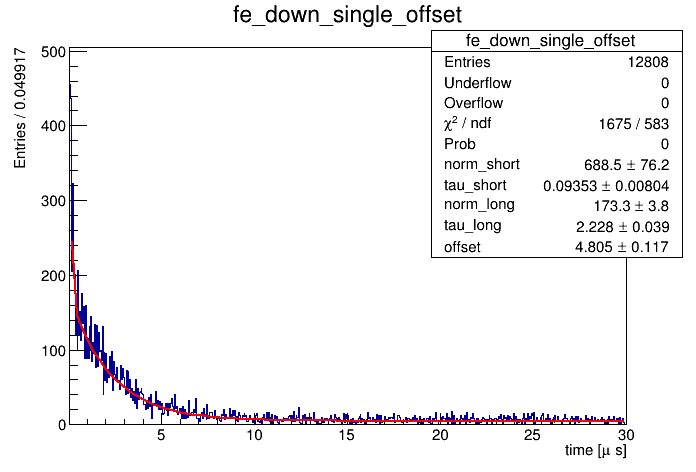 fe_down_single_offset
fe_down_single_offset
Entries 12808
Underflow 0
Overflow 0
χ² / ndf 1675 / 583
Prob 0
norm_short 688.5 ± 76.2
tau_short 0.09353 ± 0.00804
norm_long 173.3 ± 3.8
tau_long 2.228 ± 0.039
offset 4.805 ± 0.117
Entries / 0.049917
500
400
300
200
100
0
5 10 15 20 25 30
time [μ s]